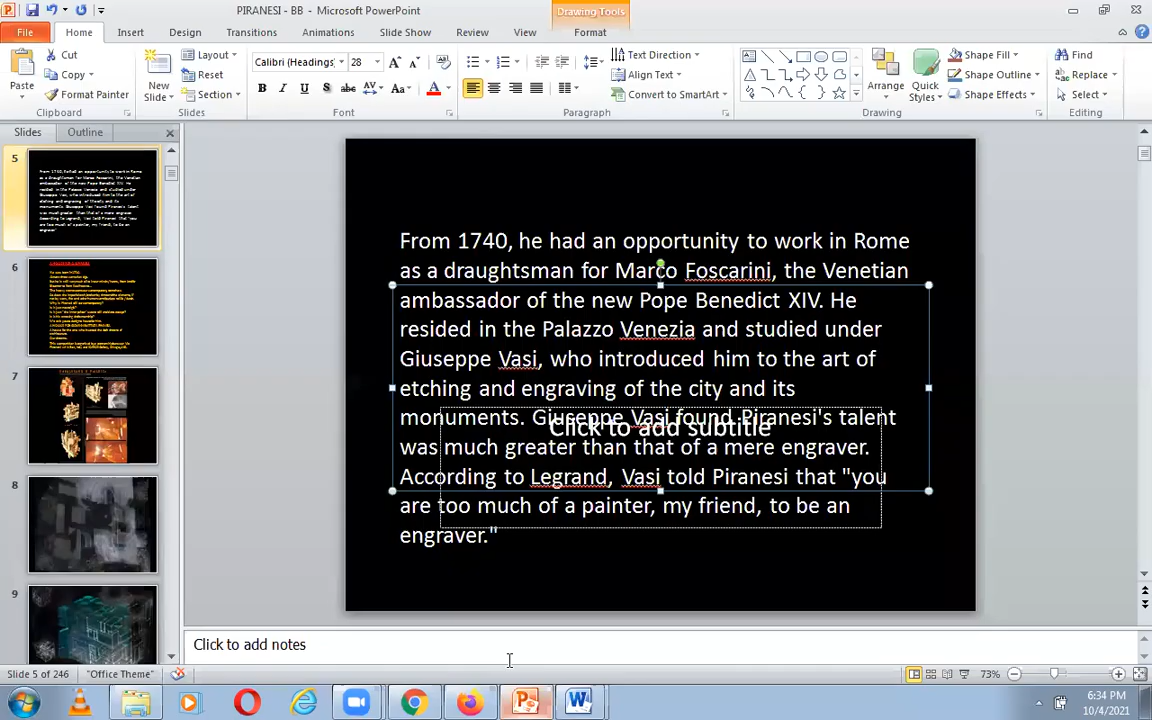 PIRANESI - BB - Microsoft PowerPoint
Drawing Tools
File Home Insert Design Transitions Animations Slide Show Review View Format
Paste
Cut
Copy
Format Painter
Clipboard
New Slide
Layout
Reset
Section
Slides
Calibri (Headings) 28
Font
Text Direction
Align Text
Convert to SmartArt
Paragraph
Arrange
Quick Styles
Shape Fill
Shape Outline
Shape Effects
Drawing
Find
Replace
Select
Editing
Slides Outline
5
6
7
8
9
From 1740, he had an opportunity to work in Rome
as a draughtsman for Marco Foscarini, the Venetian
ambassador of the new Pope Benedict XIV. He
resided in the Palazzo Venezia and studied under
Giuseppe Vasi, who introduced him to the art of
etching and engraving of the city and its
monuments. Giuseppe Vasi found Piranesi's talent
Click to add subtitle
was much greater than that of a mere engraver.
According to Legrand, Vasi told Piranesi that "you
are too much of a painter, my friend, to be an
engraver."
Click to add notes
Slide 5 of 246 "Office Theme" 73%
6:34 PM
10/4/2021